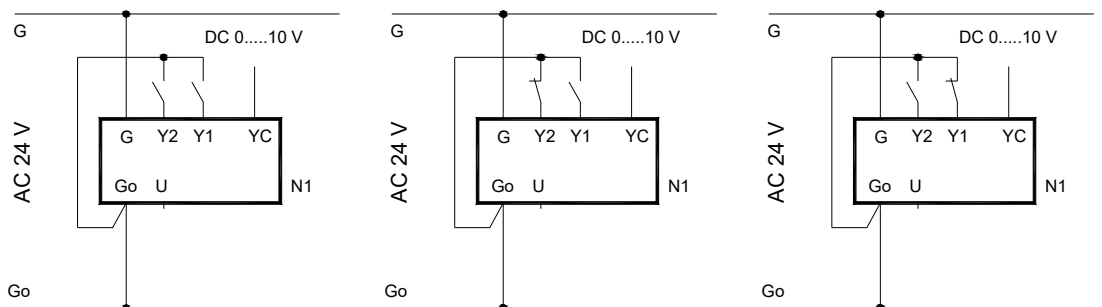 G
DC 0.....10 V
AC 24 V
G Y2 Y1 YC
Go U
N1
Go
G
DC 0.....10 V
AC 24 V
G Y2 Y1 YC
Go U
N1
Go
G
DC 0.....10 V
AC 24 V
G Y2 Y1 YC
Go U
N1
Go